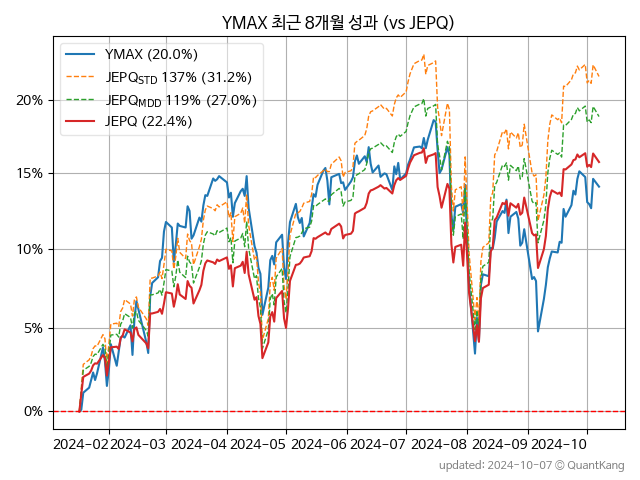 YMAX 최근 8개월 성과 (vs JEPQ)
YMAX (20.0%)
JEPQSTD 137% (31.2%)
JEPQMDD 119% (27.0%)
JEPQ (22.4%)
20%
15%
10%
5%
0%
2024-02 2024-03 2024-04 2024-05 2024-06 2024-07 2024-08 2024-09 2024-10
updated: 2024-10-07 © QuantKang